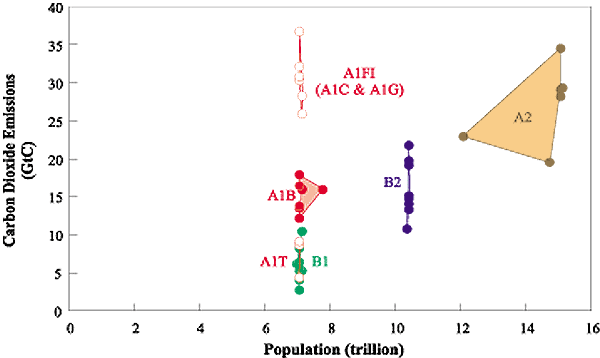 40
35
30
25
20
15
10
5
0
Carbon Dioxide Emissions
(GtC)
A1FI
(A1C & A1G)
A2
B2
A1B
A1T
B1
0 2 4 6 8 10 12 14 16
Population (trillion)